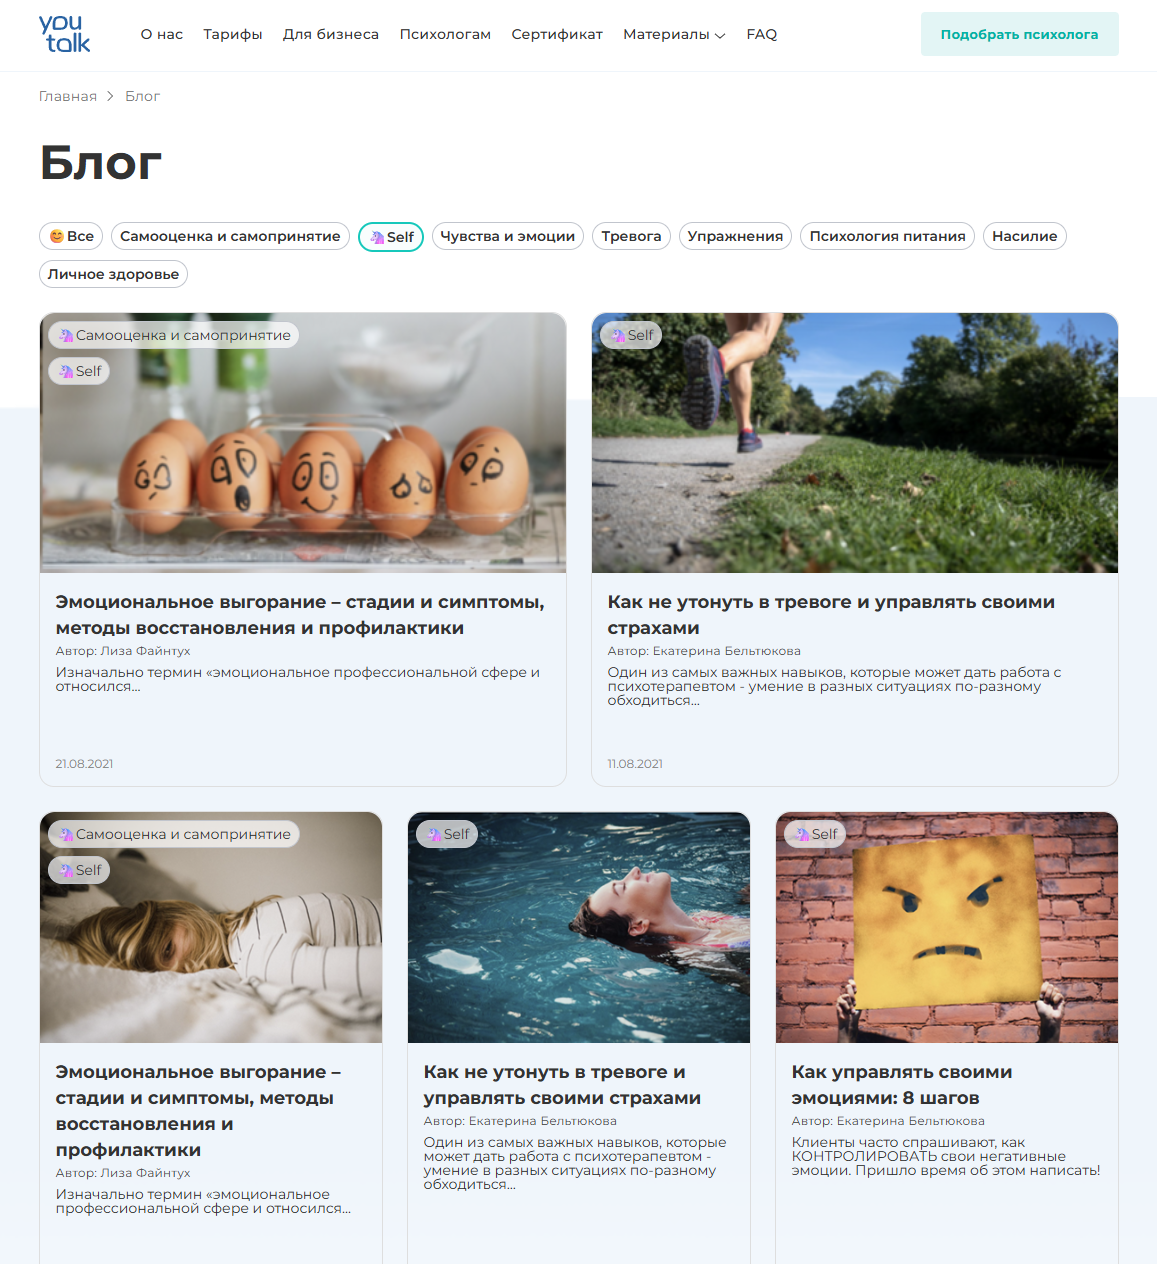 you
talk
О нас
Тарифы
Для бизнеса
Психологам
Сертификат
Материалы
FAQ
Подобрать психолога
Главная
Блог
Блог
Все
Самооценка и самопринятие
Self
Чувства и эмоции
Тревога
Упражнения
Психология питания
Насилие
Личное здоровье
Самооценка и самопринятие
Self
Эмоциональное выгорание – стадии и симптомы,
методы восстановления и профилактики
Автор: Лиза Файнтух
Изначально термин «эмоциональное профессиональной сфере и
относился...
21.08.2021
Self
Как не утонуть в тревоге и управлять своими
страхами
Автор: Екатерина Бельтюкова
Один из самых важных навыков, которые может дать работа с
психотерапевтом - умение в разных ситуациях по-разному
обходиться...
11.08.2021
Самооценка и самопринятие
Self
Эмоциональное выгорание –
стадии и симптомы, методы
восстановления и
профилактики
Автор: Лиза Файнтух
Изначально термин «эмоциональное
профессиональной сфере и относился...
Self
Как не утонуть в тревоге и
управлять своими страхами
Автор: Екатерина Бельтюкова
Один из самых важных навыков, которые
может дать работа с психотерапевтом -
умение в разных ситуациях по-разному
обходиться...
Self
Как управлять своими
эмоциями: 8 шагов
Автор: Екатерина Бельтюкова
Клиенты часто спрашивают, как
КОНТРОЛИРОВАТЬ свои негативные
эмоции. Пришло время об этом написать!